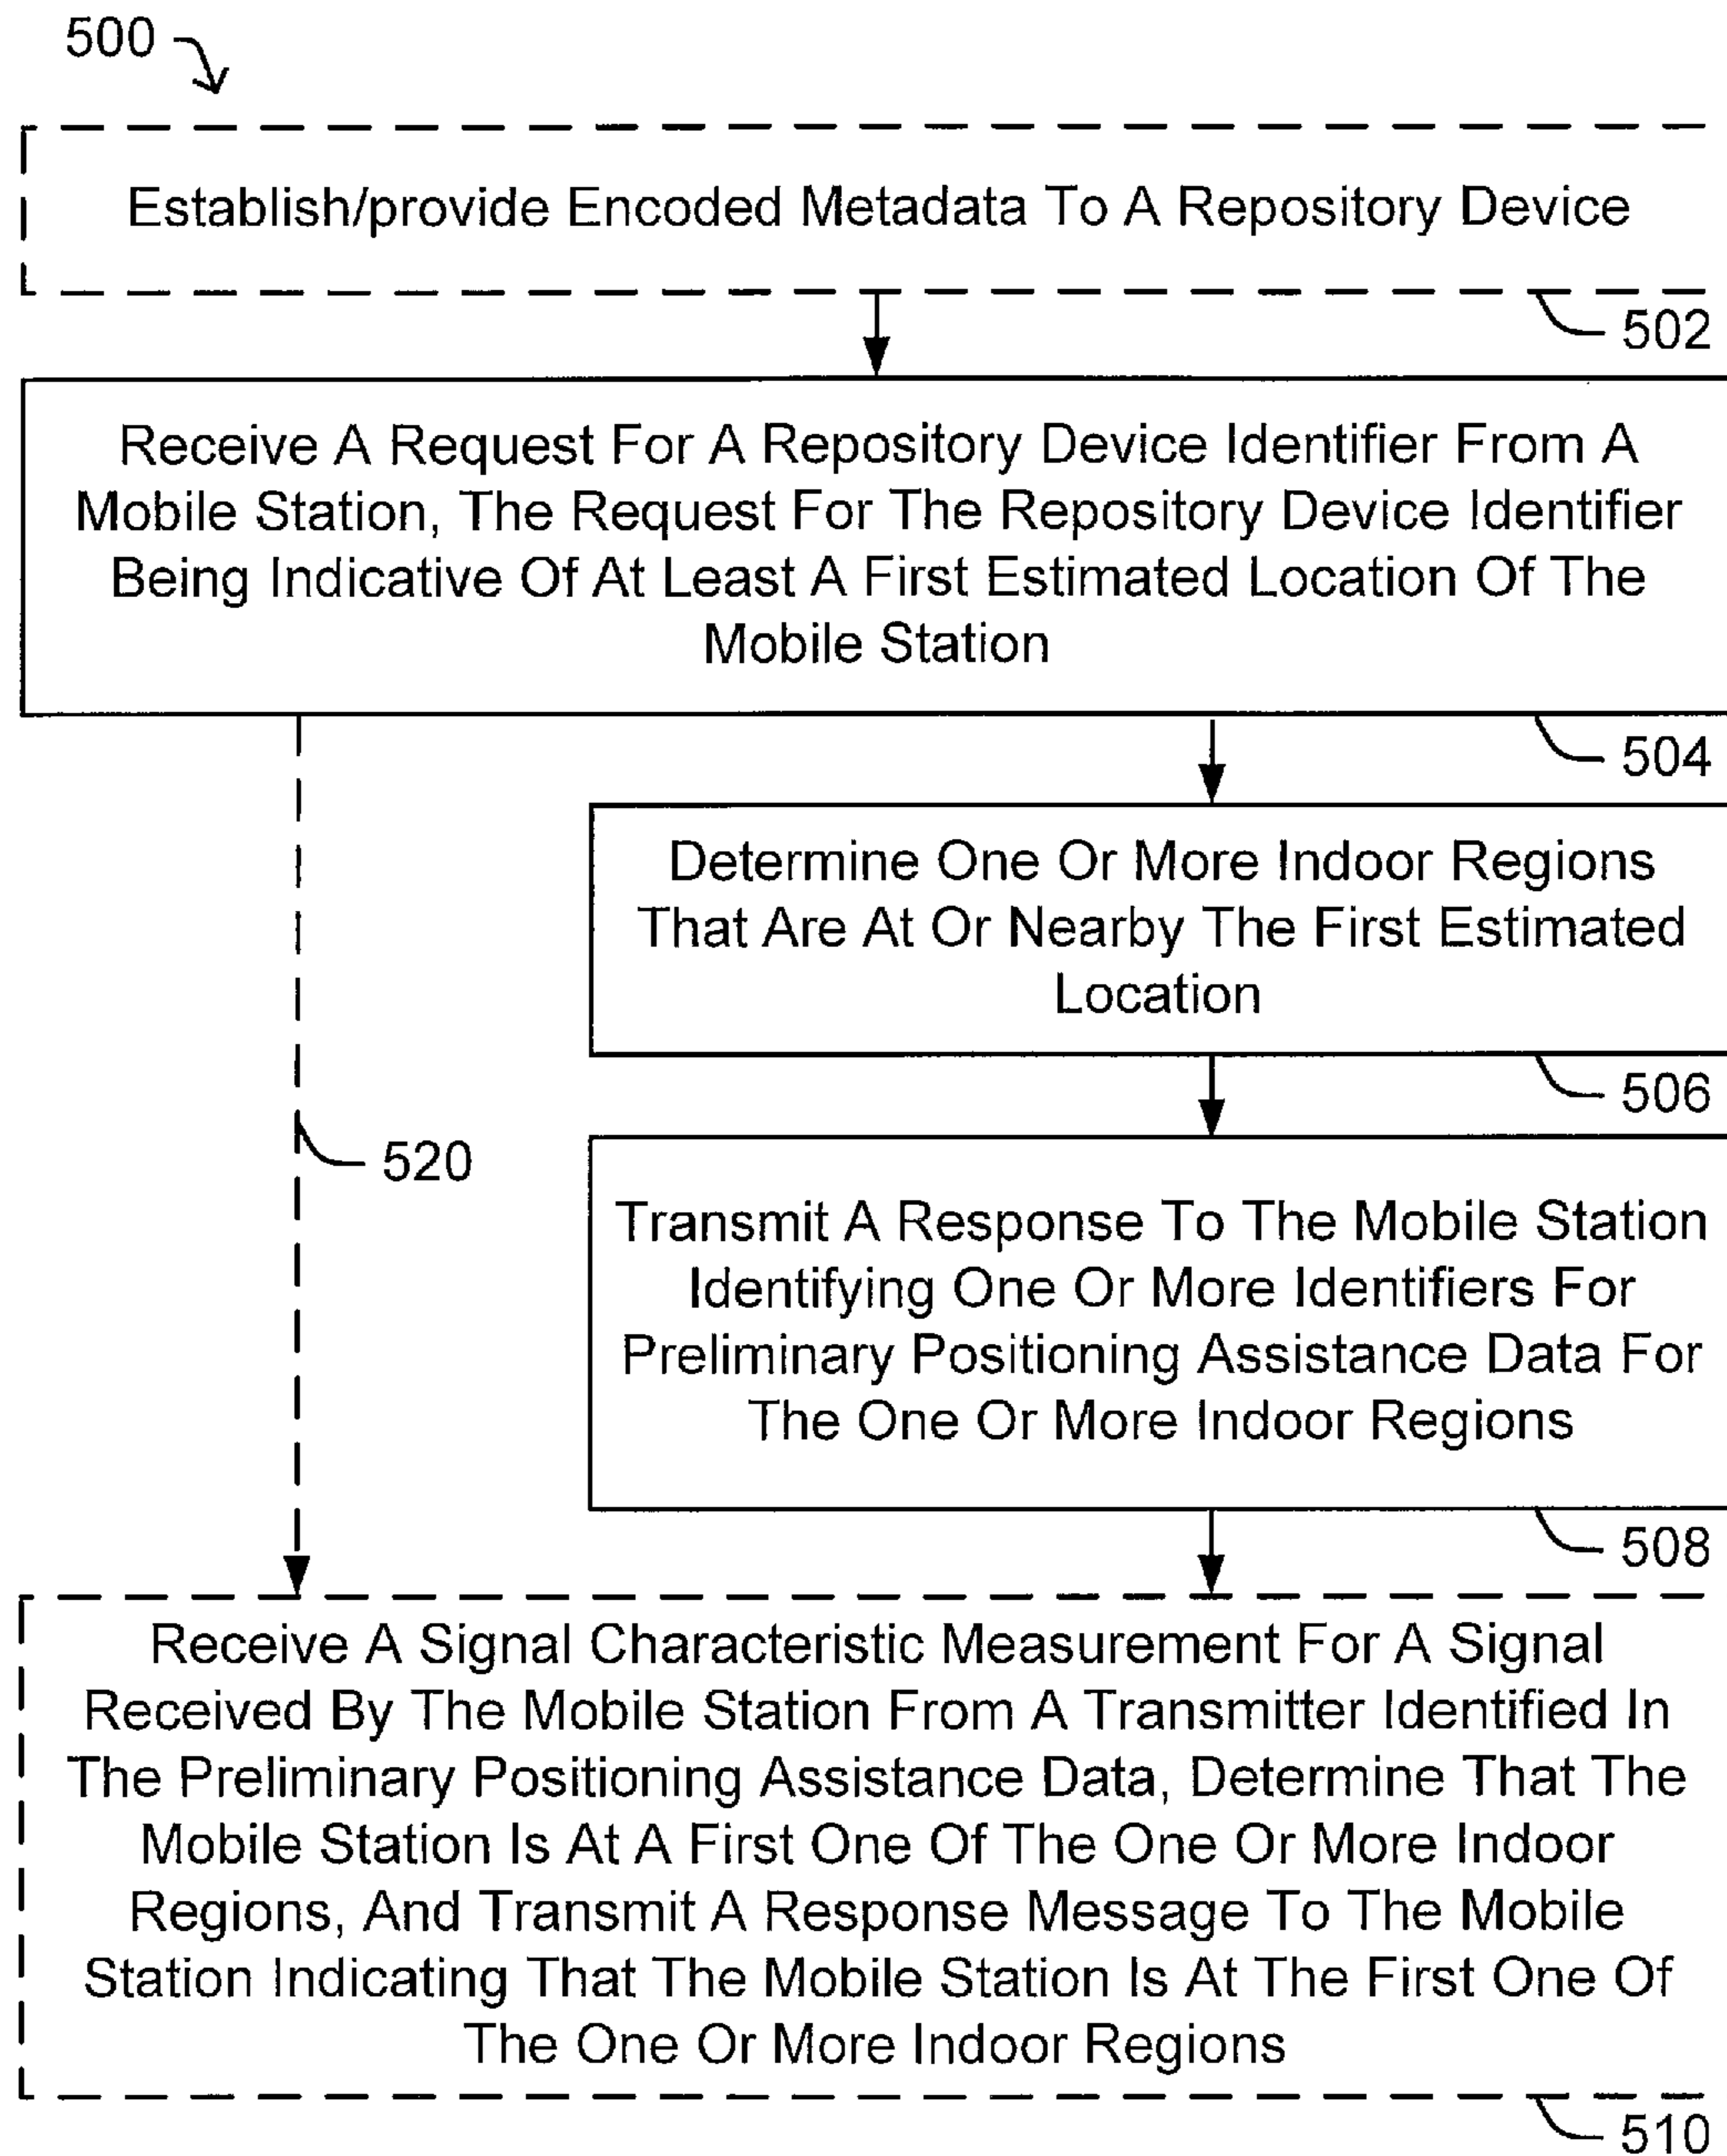 500
Establish/provide Encoded Metadata To A Repository Device
502
Receive A Request For A Repository Device Identifier From A
Mobile Station, The Request For The Repository Device Identifier
Being Indicative Of At Least A First Estimated Location Of The
Mobile Station
504
Determine One Or More Indoor Regions
That Are At Or Nearby The First Estimated
Location
506
520
Transmit A Response To The Mobile Station
Identifying One Or More Identifiers For
Preliminary Positioning Assistance Data For
The One Or More Indoor Regions
508
Receive A Signal Characteristic Measurement For A Signal
Received By The Mobile Station From A Transmitter Identified In
The Preliminary Positioning Assistance Data, Determine That The
Mobile Station Is At A First One Of The One Or More Indoor
Regions, And Transmit A Response Message To The Mobile
Station Indicating That The Mobile Station Is At The First One Of
The One Or More Indoor Regions
510